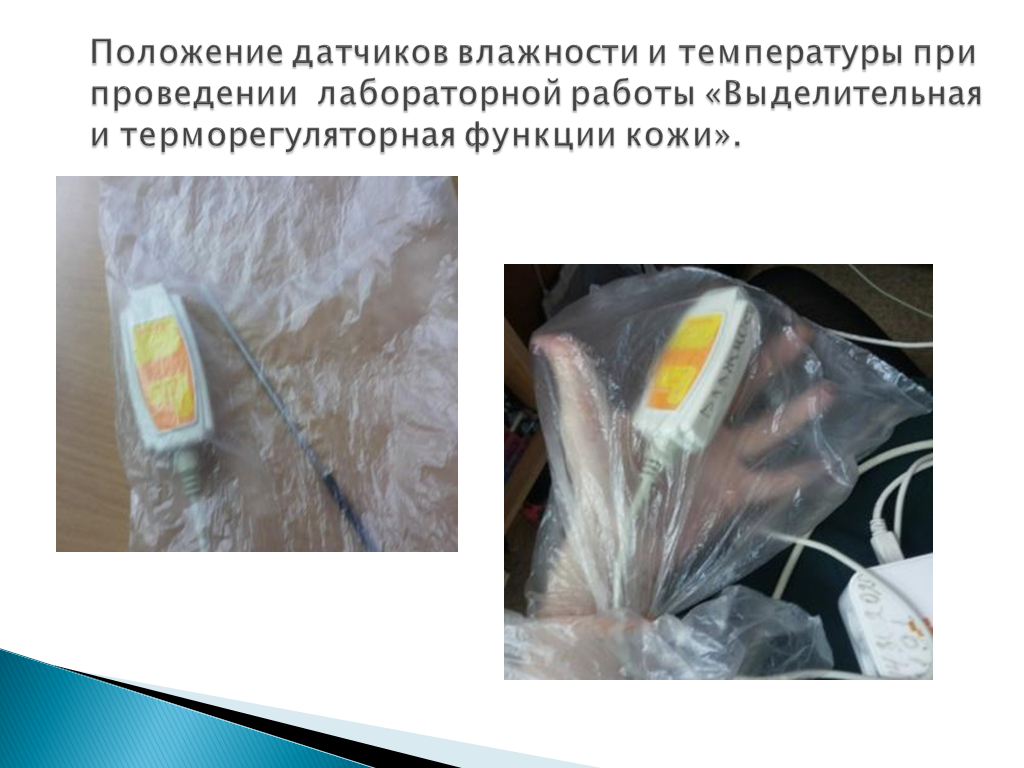 Положение датчиков влажности и температуры при
проведении лабораторной работы «Выделительная
и терморегуляторная функции кожи».